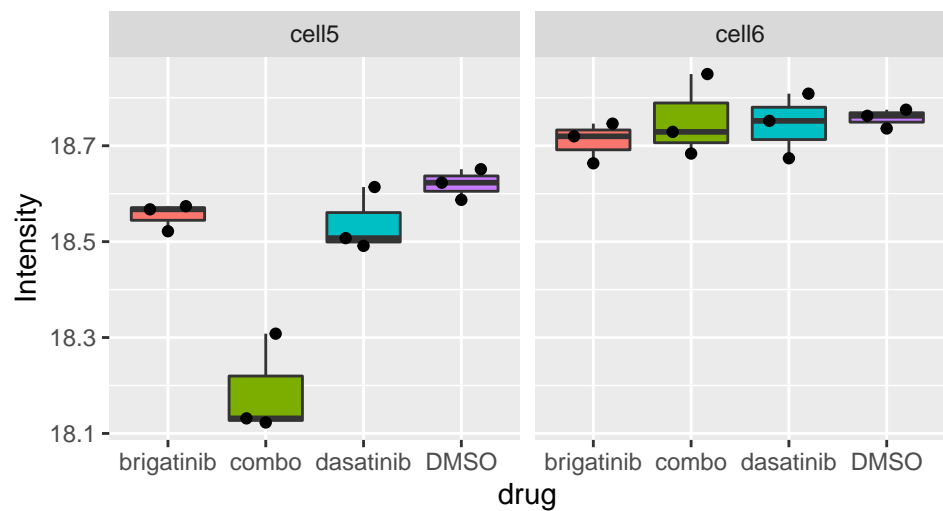 cell5 cell6
Intensity
18.7
18.5
18.3
18.1
brigatinib combo dasatinib DMSO brigatinib combo dasatinib DMSO
drug